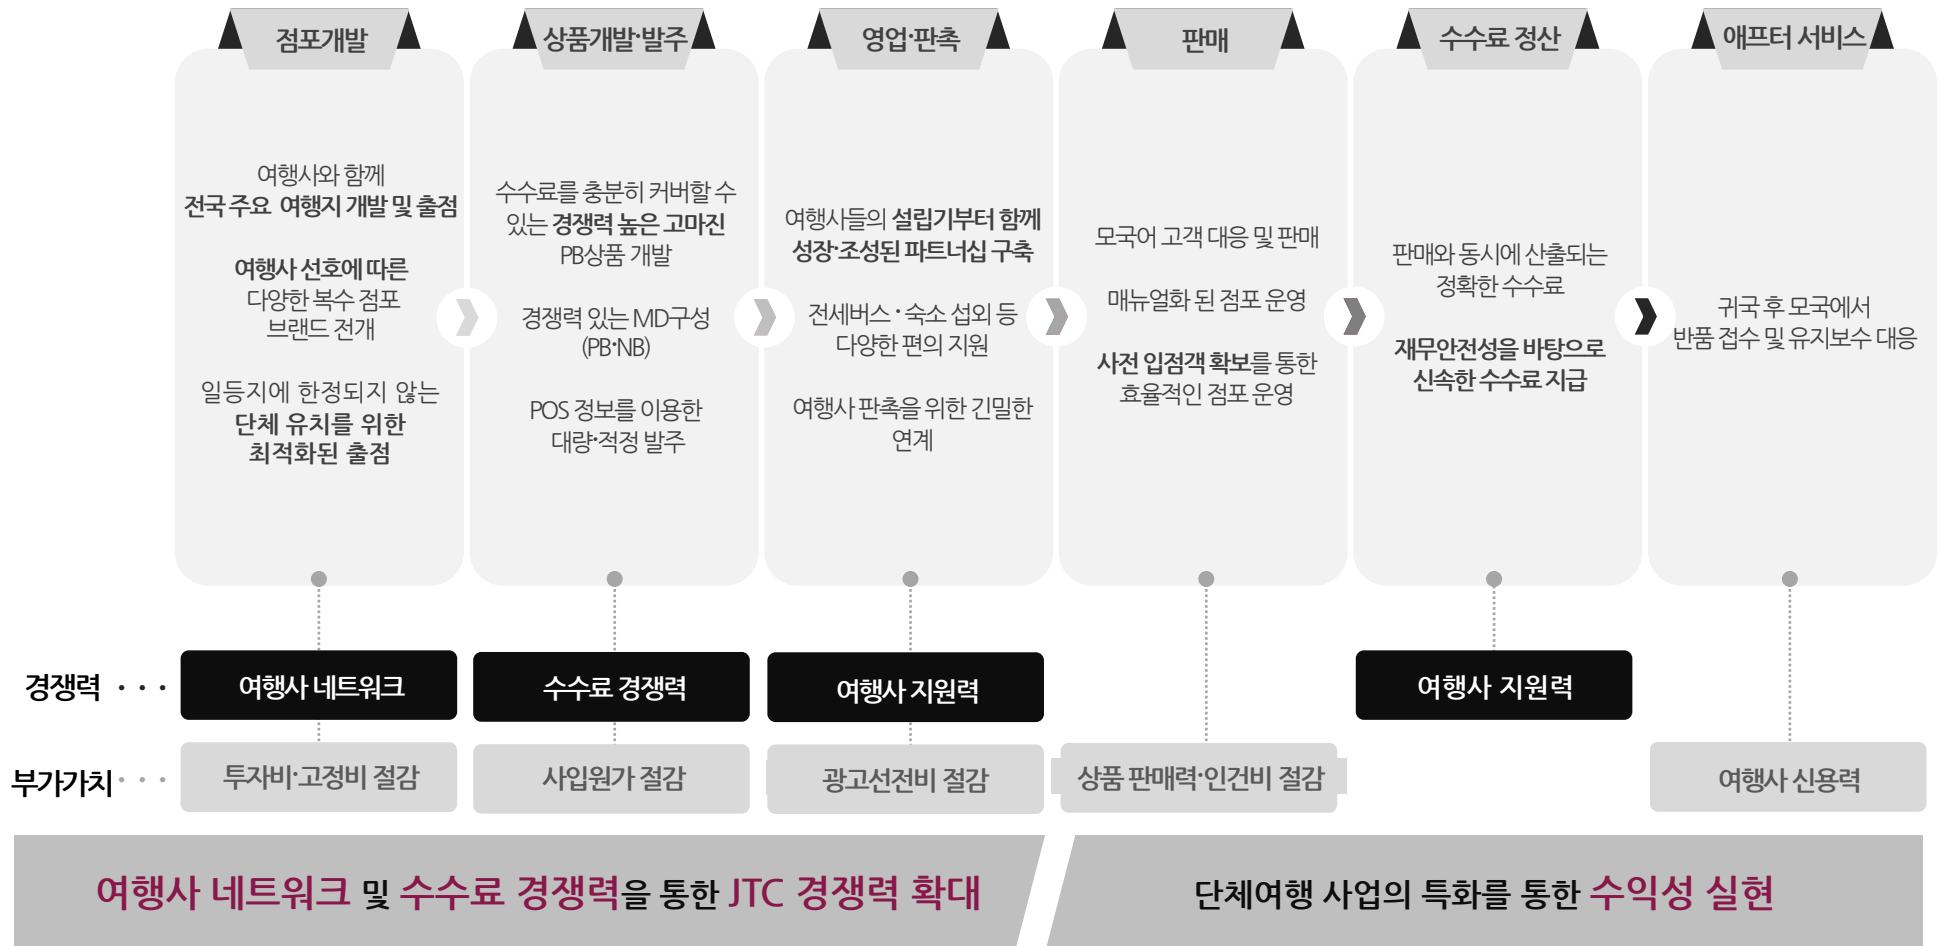 점포개발
여행사와 함께
전국 주요 여행지 개발 및 출점
여행사 선호에 따른
다양한 복수 점포
브랜드 전개
일등지에 한정되지 않는
단체 유치를 위한
최적화된 출점
상품개발·발주
수수료를 충분히 커버할 수
있는 경쟁력 높은 고마진
PB상품 개발
경쟁력 있는 MD구성
(PB·NB)
POS 정보를 이용한
대량·적정 발주
영업·판촉
여행사들의 설립기부터 함께
성장·조성된 파트너십 구축
전세버스·숙소 섭외 등
다양한 편의 지원
여행사 판촉을 위한 긴밀한
연계
판매
모국어 고객 대응 및 판매
매뉴얼화 된 점포 운영
사전 입점객 확보를 통한
효율적인 점포 운영
수수료 정산
판매와 동시에 산출되는
정확한 수수료
재무안전성을 바탕으로
신속한 수수료 지급
애프터 서비스
귀국 후 모국에서
반품 접수 및 유지보수 대응
경쟁력 · · ·
여행사 네트워크
수수료 경쟁력
여행사 지원력
여행사 지원력
부가가치 · · ·
투자비·고정비 절감
사입원가 절감
광고선전비 절감
상품 판매력·인건비 절감
여행사 신용력
여행사 네트워크 및 수수료 경쟁력을 통한 JTC 경쟁력 확대
단체여행 사업의 특화를 통한 수익성 실현